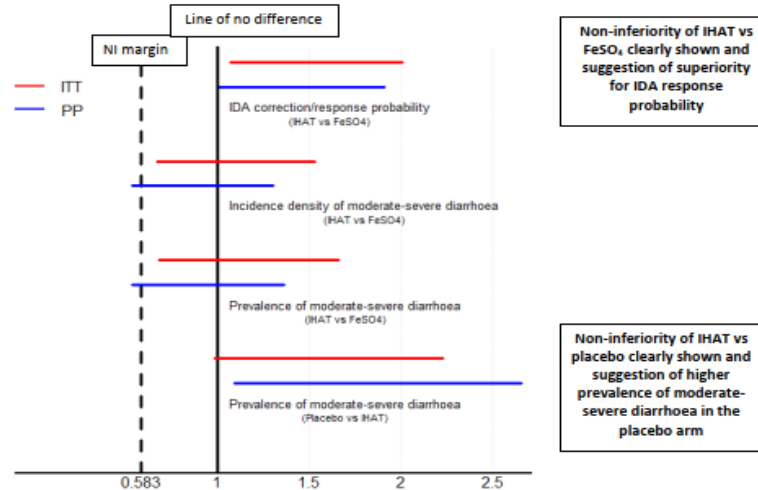 Line of no difference
NI margin
ITT
PP
IDA correction/response probability
(IHAT vs FeSO4)
Incidence density of moderate-severe diarrhoea
(IHAT vs FeSO4)
Prevalence of moderate-severe diarrhoea
(IHAT vs FeSO4)
Prevalence of moderate-severe diarrhoea
(Placebo vs IHAT)
0.583
1
1.5
2
2.5
Non-inferiority of IHAT vs
FeSO₄ clearly shown and
suggestion of superiority
for IDA response
probability
Non-inferiority of IHAT vs
placebo clearly shown and
suggestion of higher
prevalence of moderate-
severe diarrhoea in the
placebo arm